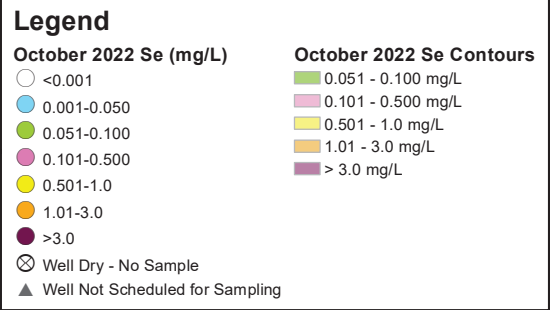 Legend
October 2022 Se (mg/L)
<0.001
0.001-0.050
0.051-0.100
0.101-0.500
0.501-1.0
1.01-3.0
>3.0
Well Dry - No Sample
Well Not Scheduled for Sampling
October 2022 Se Contours
0.051 - 0.100 mg/L
0.101 - 0.500 mg/L
0.501 - 1.0 mg/L
1.01 - 3.0 mg/L
> 3.0 mg/L